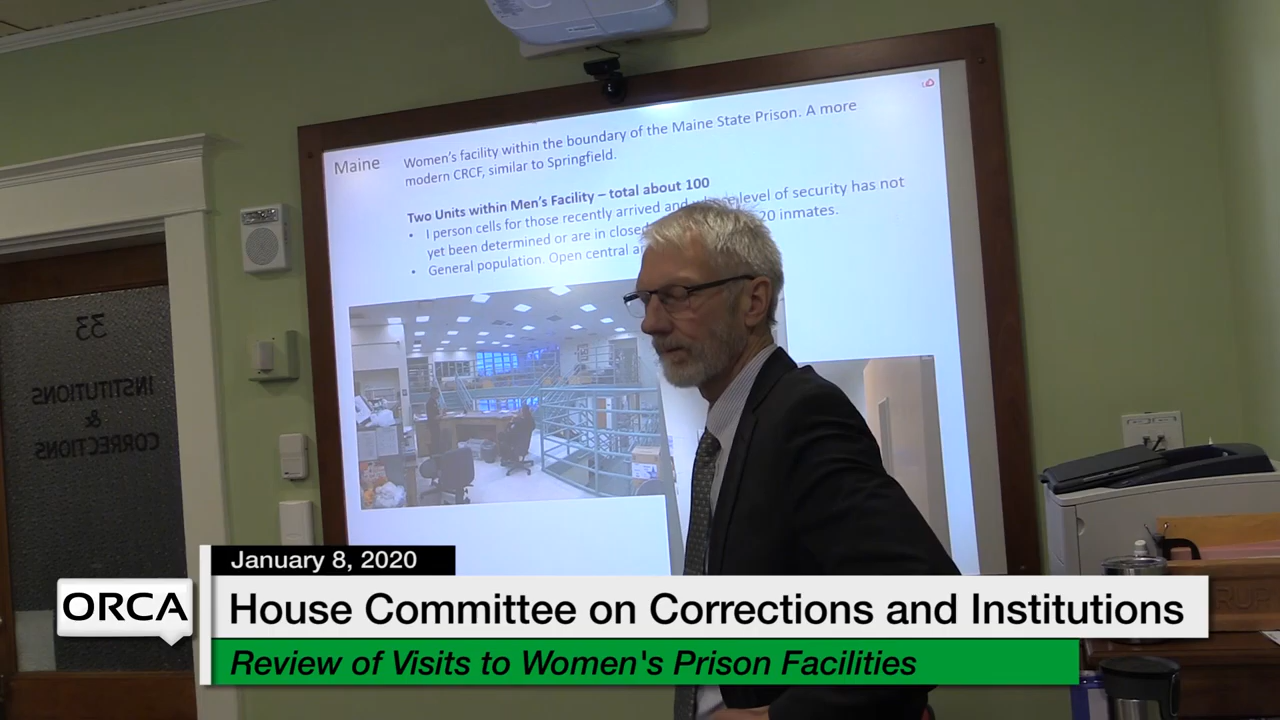 Maine
Women's facility within the boundary of the Maine State Prison. A more
modern CRCF, similar to Springfield.
Two Units within Men's Facility – total about 100
• I person cells for those recently arrived and level of security has not
yet been determined or are in closed 20 inmates.
• General population. Open central
33
INSTITUTIONS
&
CORRECTIONS
January 8, 2020
ORCA
House Committee on Corrections and Institutions
Review of Visits to Women's Prison Facilities